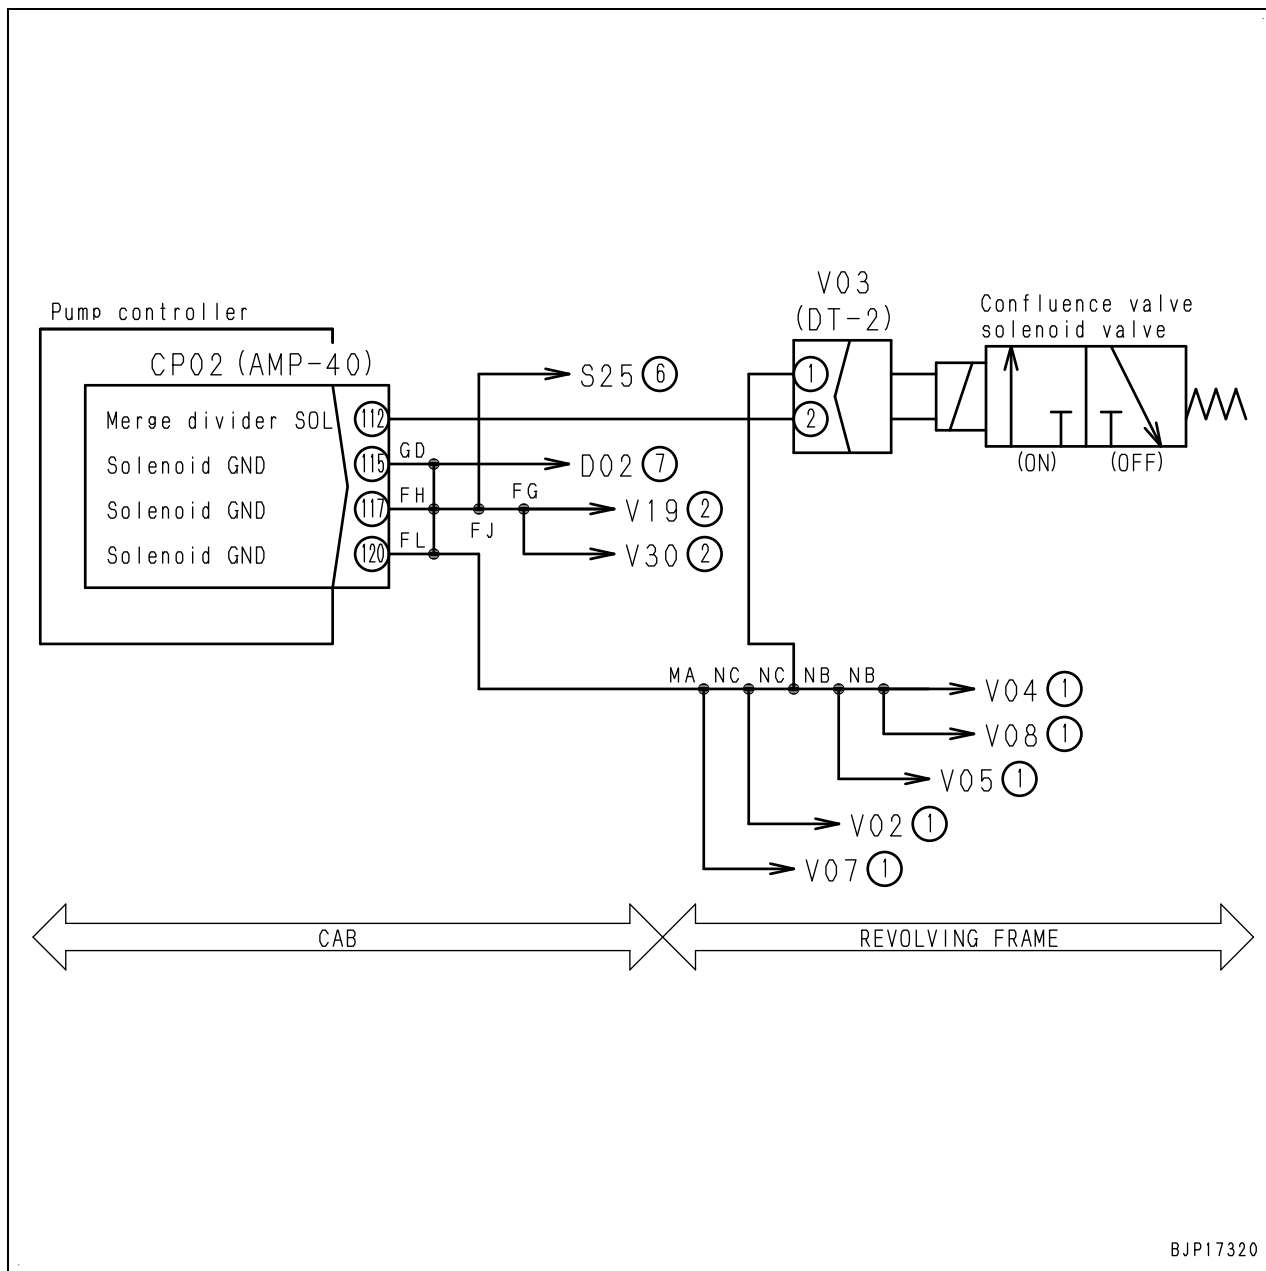 Pump controller
CP02 (AMP-40)
Merge divider SOL 112
Solenoid GND 115 GD
Solenoid GND 117 FH
Solenoid GND 120 FL
FJ
FG
S25 6
D02 7
V19 2
V30 2
V03
(DT-2)
1
2
Confluence valve
solenoid valve
(ON) (OFF)
MA NC NC NB NB
V04 1
V08 1
V05 1
V02 1
V07 1
CAB
REVOLVING FRAME
BJP17320